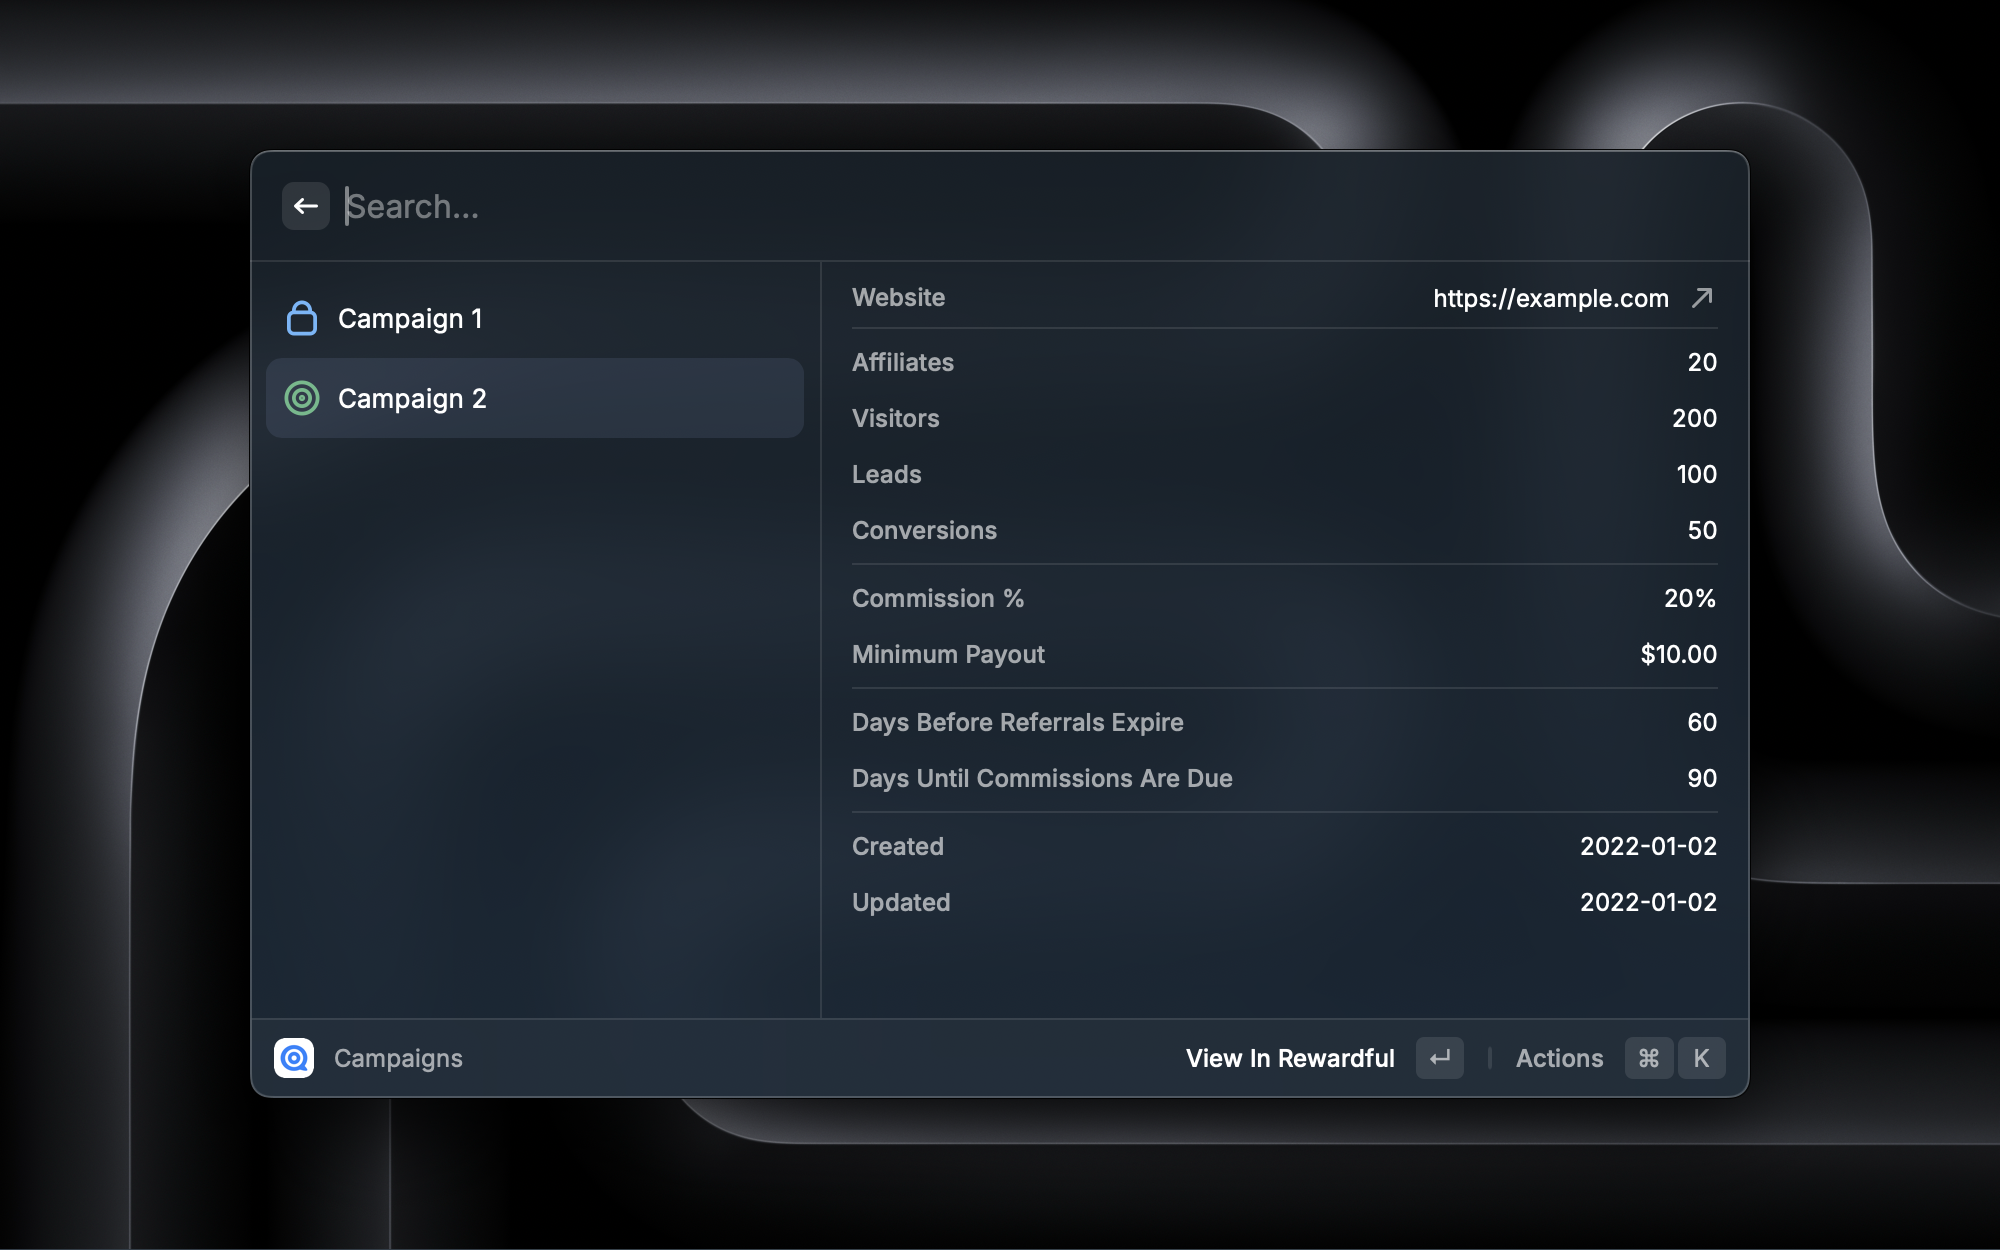 Search...
Campaign 1
Campaign 2
Website https://example.com
Affiliates 20
Visitors 200
Leads 100
Conversions 50
Commission % 20%
Minimum Payout $10.00
Days Before Referrals Expire 60
Days Until Commissions Are Due 90
Created 2022-01-02
Updated 2022-01-02
Campaigns View In Rewardful ↵ Actions ⌘ K